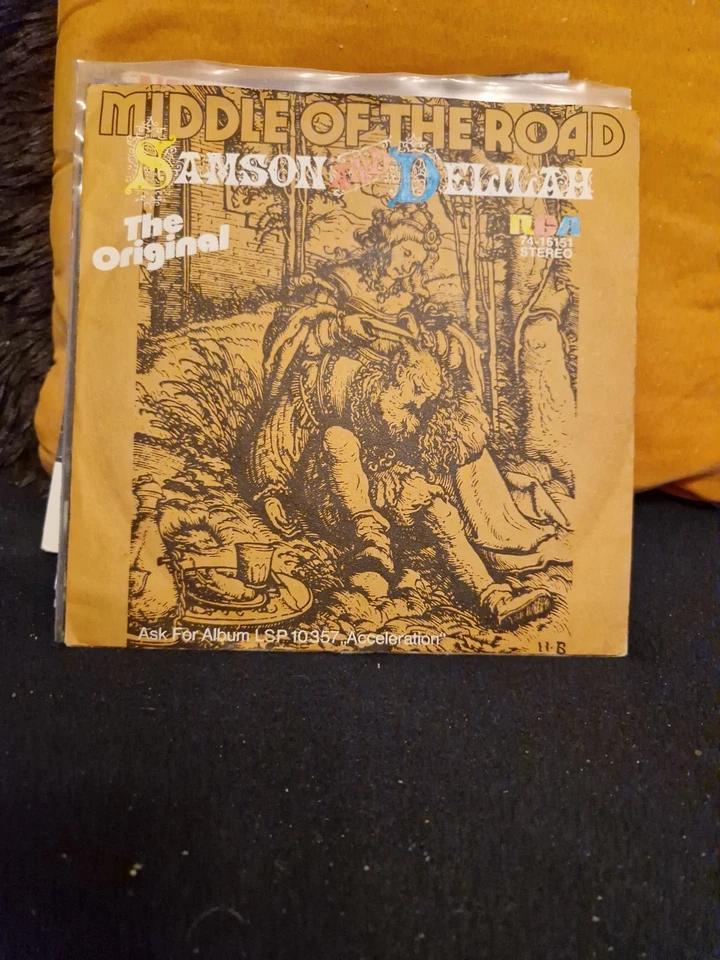 MIDDLE OF THE ROAD
SAMSON AND DELILAH
The
Original
RCA
74-16151
STEREO
Ask For Album LSP 10357 „Acceleration“
H·B